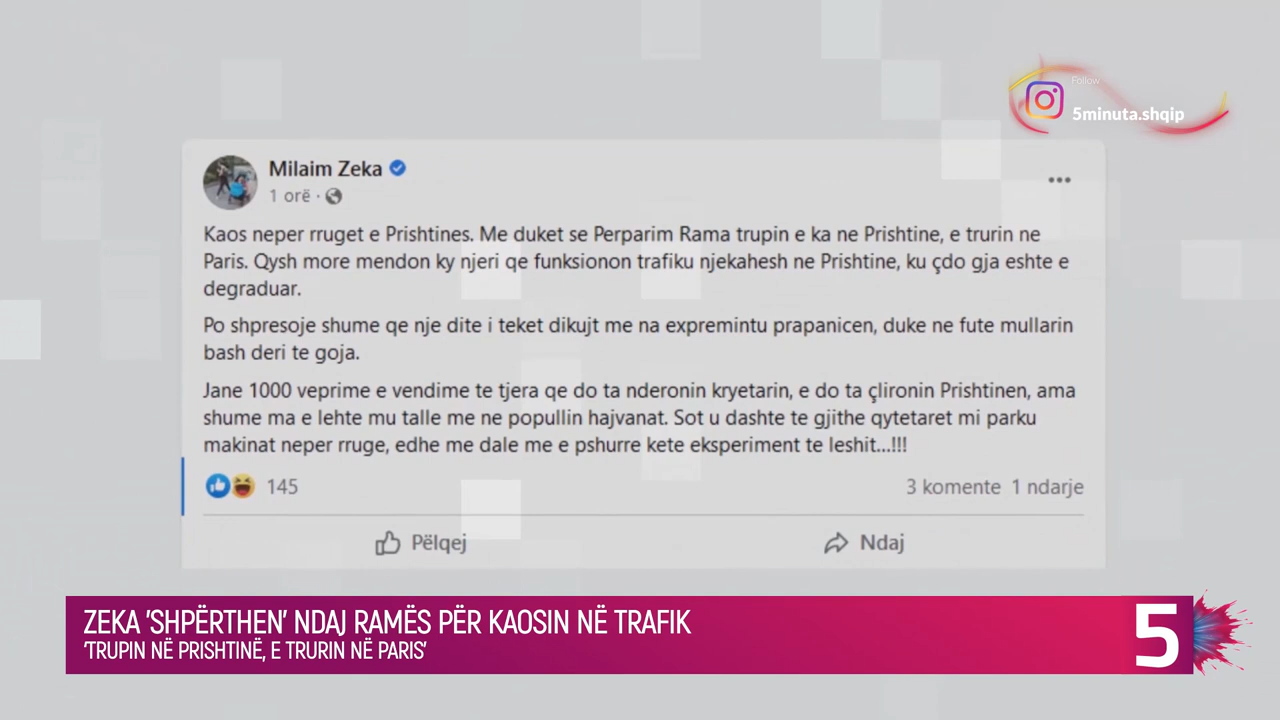 Follow
5minuta.shqip
Milaim Zeka
1 orë ·
Kaos neper rruget e Prishtines. Me duket se Perparim Rama trupin e ka ne Prishtine, e trurin ne
Paris. Qysh more mendon ky njeri qe funksionon trafiku njekahesh ne Prishtine, ku çdo gja eshte e
degraduar.
Po shpresoje shume qe nje dite i teket dikujt me na expremintu prapanicen, duke ne fute mullarin
bash deri te goja.
Jane 1000 veprime e vendime te tjera qe do ta nderonin kryetarin, e do ta çlironin Prishtinen, ama
shume ma e lehte mu talle me ne popullin hajvanat. Sot u dashte te gjithe qytetaret mi parku
makinat neper rruge, edhe me dale me e pshurre kete eksperiment te leshit...!!!
145
3 komente 1 ndarje
Pëlqej
Ndaj
ZEKA 'SHPËRTHEN' NDAJ RAMËS PËR KAOSIN NË TRAFIK
'TRUPIN NË PRISHTINË, E TRURIN NË PARIS'
5